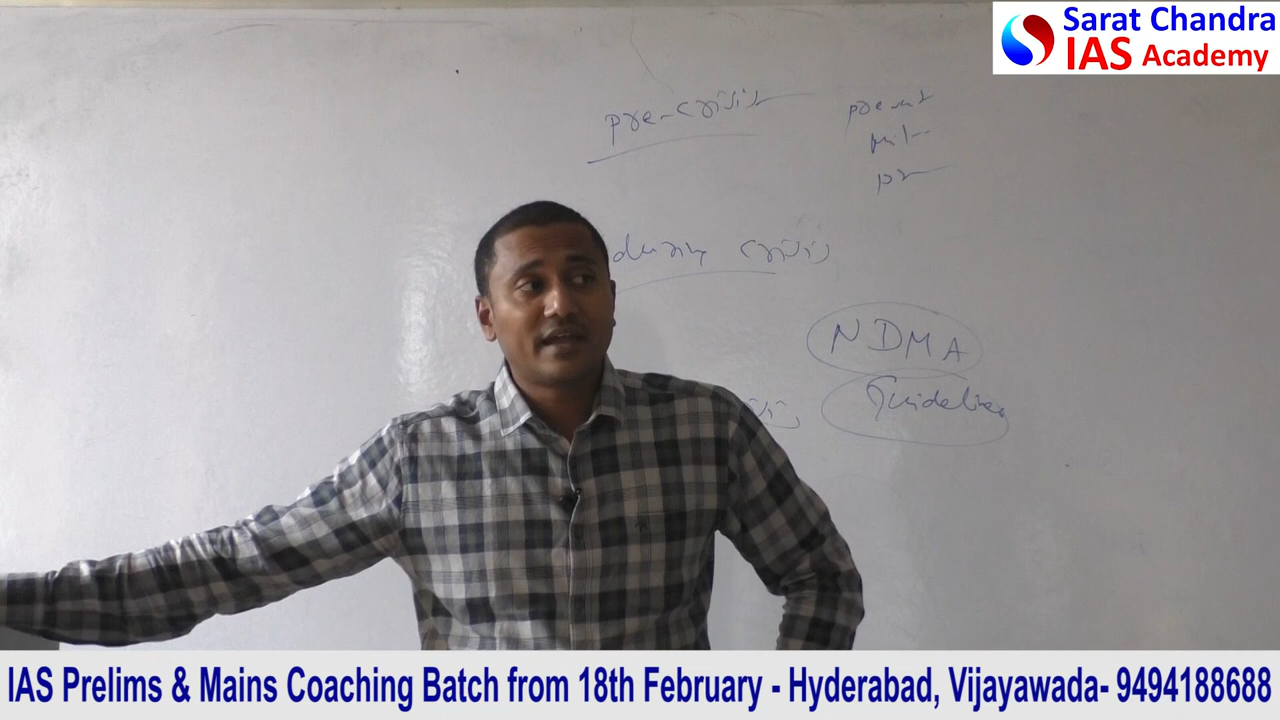 Sarat Chandra
IAS Academy
pre-crisis
during crisis
NDMA
Guidelines
IAS Prelims & Mains Coaching Batch from 18th February - Hyderabad, Vijayawada- 9494188688